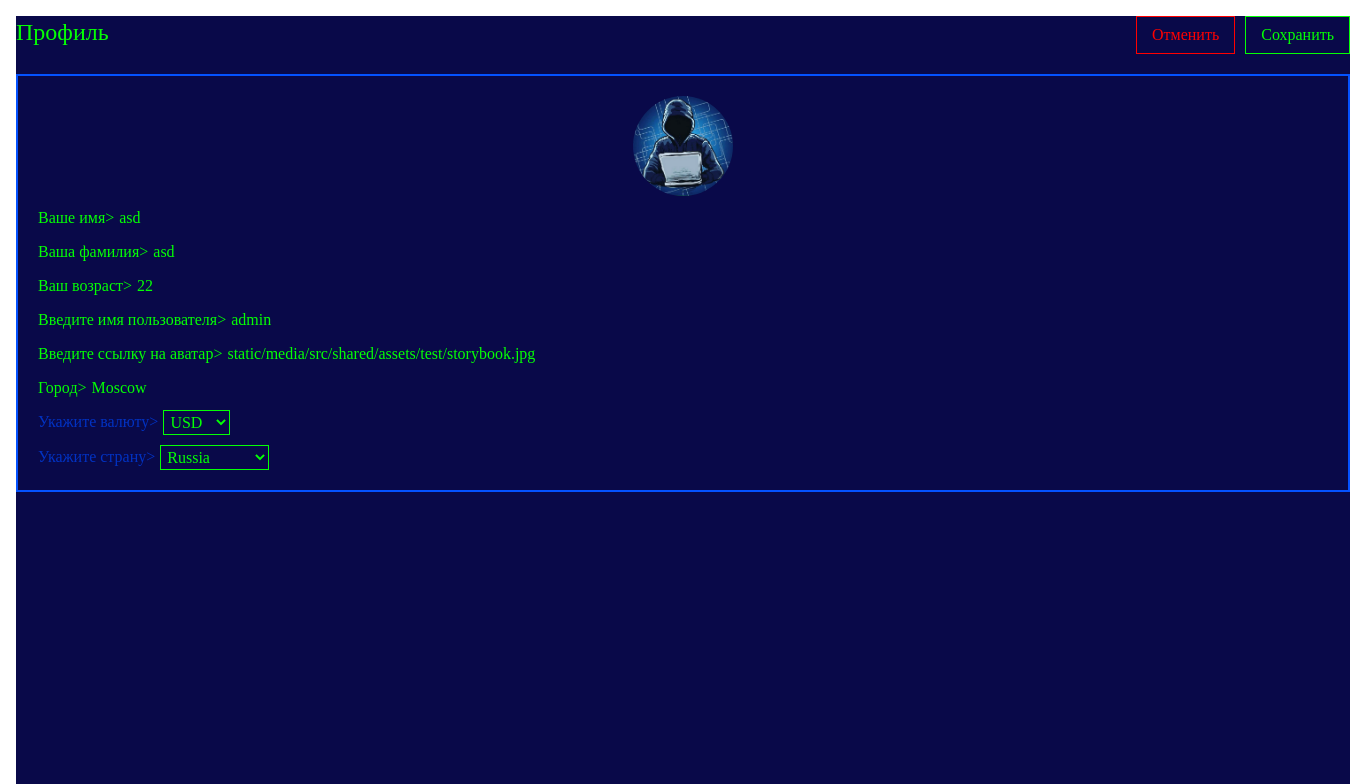 Профиль
Отменить
Сохранить
Ваше имя> asd
Ваша фамилия> asd
Ваш возраст> 22
Введите имя пользователя> admin
Введите ссылку на аватар> static/media/src/shared/assets/test/storybook.jpg
Город> Moscow
Укажите валюту> USD
Укажите страну> Russia